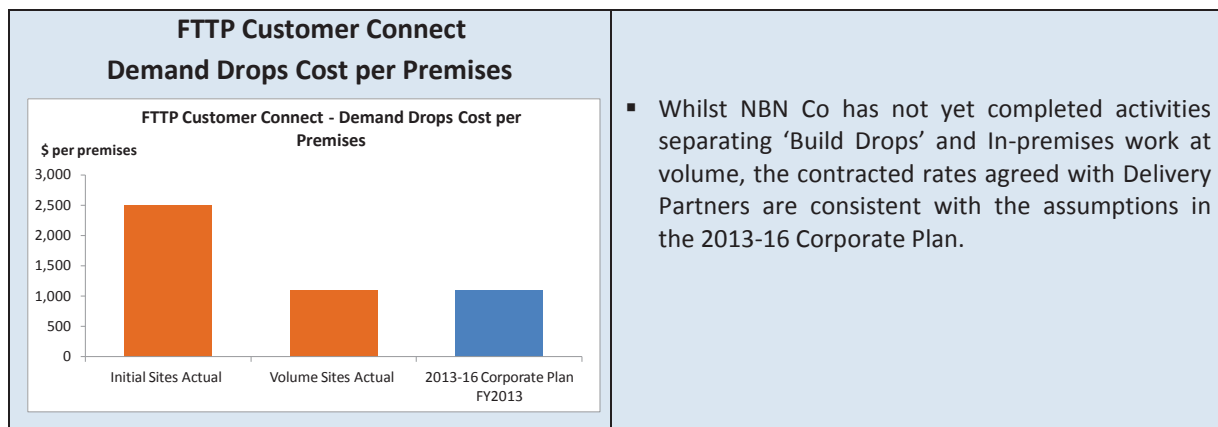 FTTP Customer Connect
Demand Drops Cost per Premises
FTTP Customer Connect - Demand Drops Cost per
Premises
$ per premises
3,000
2,500
2,000
1,500
1,000
500
0
Initial Sites Actual
Volume Sites Actual
2013-16 Corporate Plan
FY2013
▪ Whilst NBN Co has not yet completed activities
separating ‘Build Drops’ and In-premises work at
volume, the contracted rates agreed with Delivery
Partners are consistent with the assumptions in
the 2013-16 Corporate Plan.